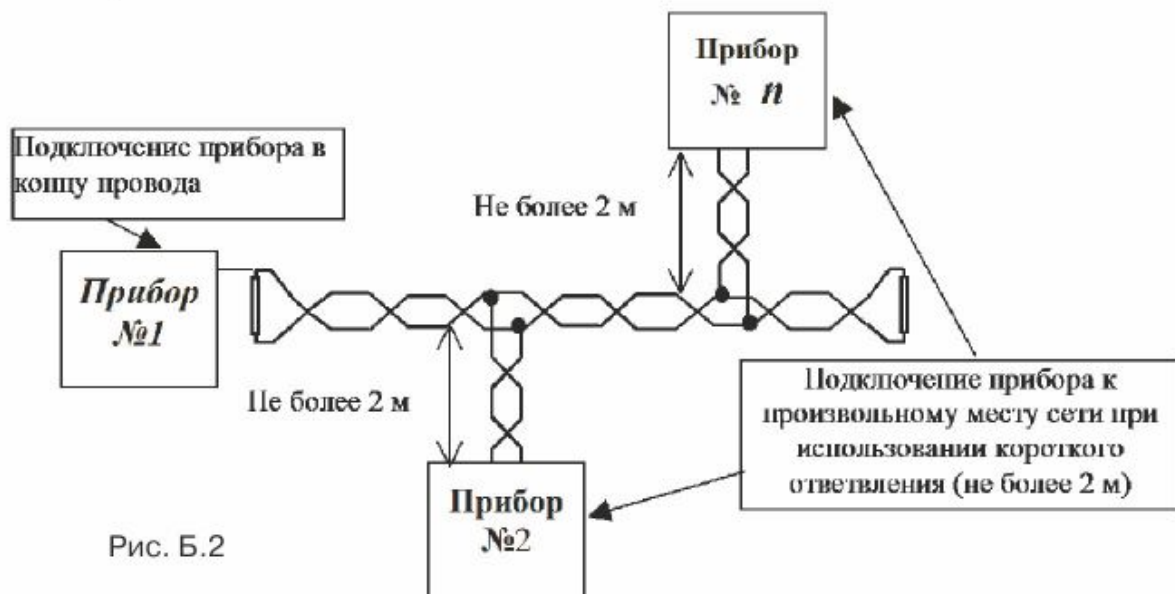 Прибор
№ n
Подключение прибора в
концу провода
Не более 2 м
Прибор
№1
Не более 2 м
Подключение прибора к
произвольному месту сети при
использовании короткого
ответвления (не более 2 м)
Прибор
№2
Рис. Б.2